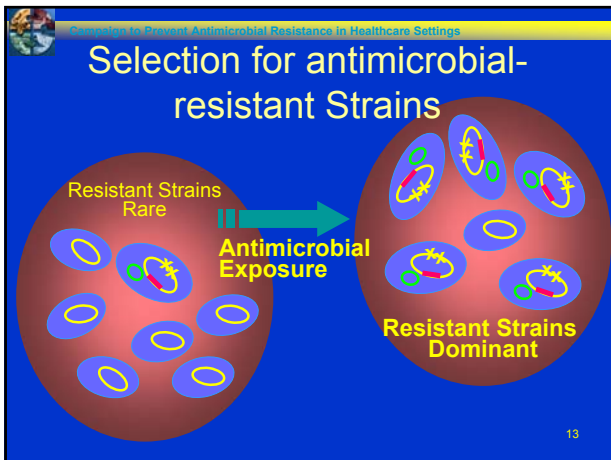 Campaign to Prevent Antimicrobial Resistance in Healthcare Settings
Selection for antimicrobial-
resistant Strains
Resistant Strains
Rare
Antimicrobial
Exposure
Resistant Strains
Dominant
13